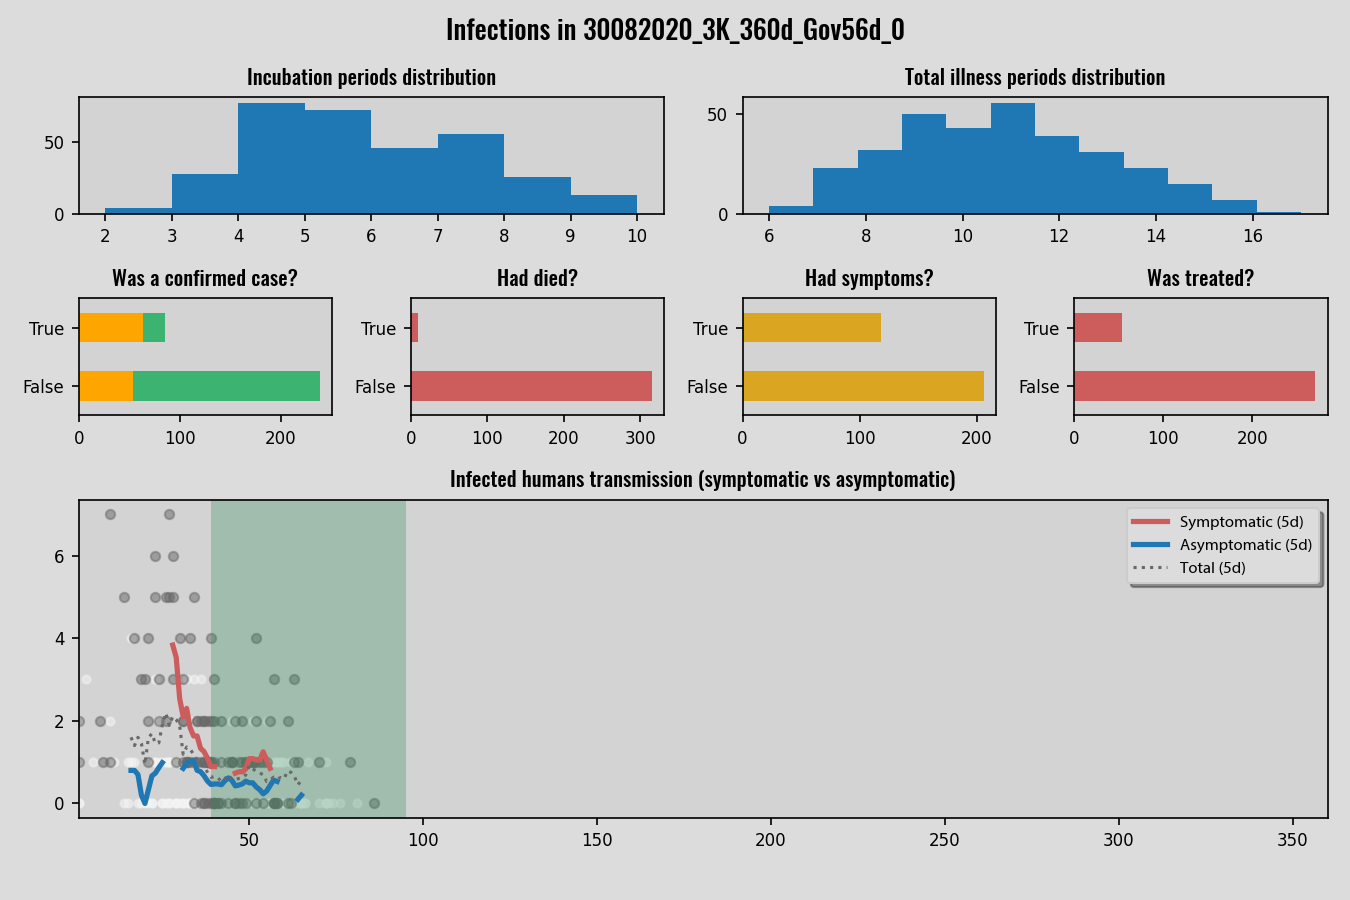 Infections in 30082020_3K_360d_Gov56d_0
Incubation periods distribution
Total illness periods distribution
50
0
2 3 4 5 6 7 8 9 10
50
0
6 8 10 12 14 16
Was a confirmed case?
Had died?
Had symptoms?
Was treated?
True
False
0 100 200
True
False
0 100 200 300
True
False
0 100 200
True
False
0 100 200
Infected humans transmission (symptomatic vs asymptomatic)
6
4
2
0
Symptomatic (5d)
Asymptomatic (5d)
Total (5d)
50 100 150 200 250 300 350